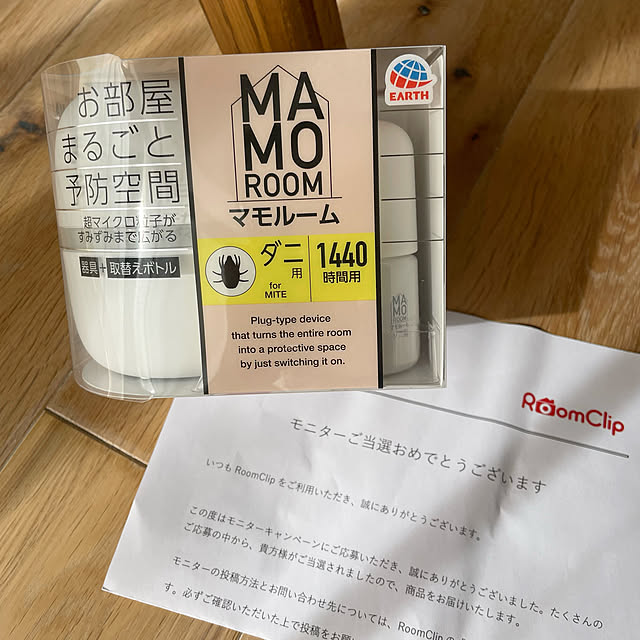 お部屋
まるごと
予防空間
超マイクロ粒子が
すみずみまで広がる
器具+取替えボトル
MA
MO
ROOM
マモルーム
ダニ
用
for
MITE
1440
時間用
Plug-type device
that turns the entire room
into a protective space
by just switching it on.
EARTH
MA
MO
ROOM
RoomClip
モニターご当選おめでとうございます
いつも RoomClip をご利用いただき、誠にありがとうございます。
この度はモニターキャンペーンにご応募いただき、誠にありがとうございました。たくさんの
ご応募の中から、貴方様がご当選されましたので、商品をお届けいたします。
モニターの投稿方法とお問い合わせ先については、RoomClip の
す。必ずご確認いただいた上で投稿をお願い